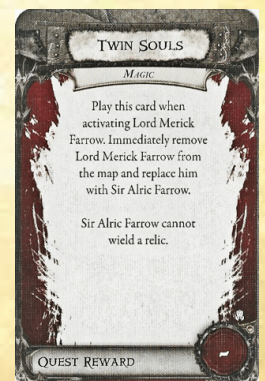 TWIN SOULS
MAGIC
Play this card when
activating Lord Merick
Farrow. Immediately remove
Lord Merick Farrow from
the map and replace him
with Sir Alric Farrow.
Sir Alric Farrow cannot
wield a relic.
QUEST REWARD
-